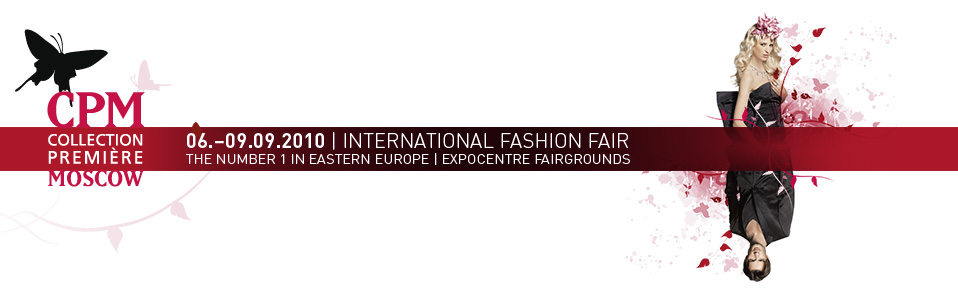 CPM
COLLECTION
PREMIÈRE
MOSCOW
06.–09.09.2010 | INTERNATIONAL FASHION FAIR
THE NUMBER 1 IN EASTERN EUROPE | EXPOCENTRE FAIRGROUNDS